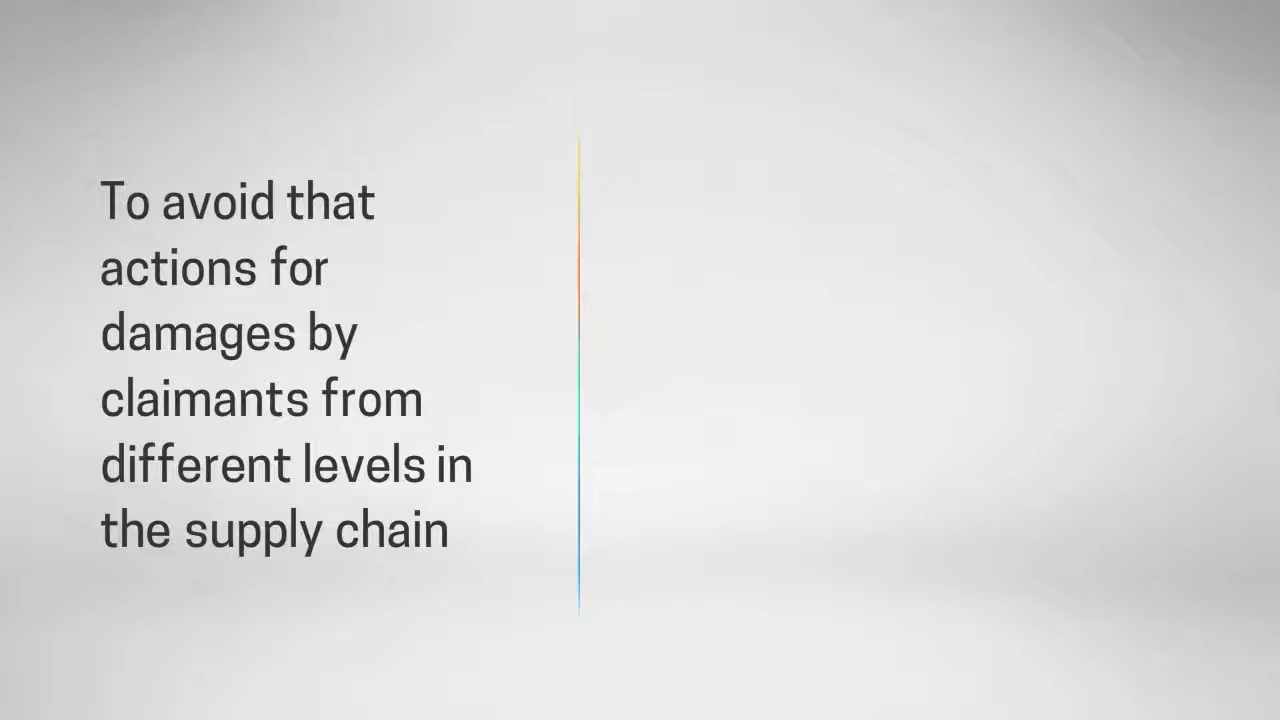 To avoid that
actions for
damages by
claimants from
different levels in
the supply chain